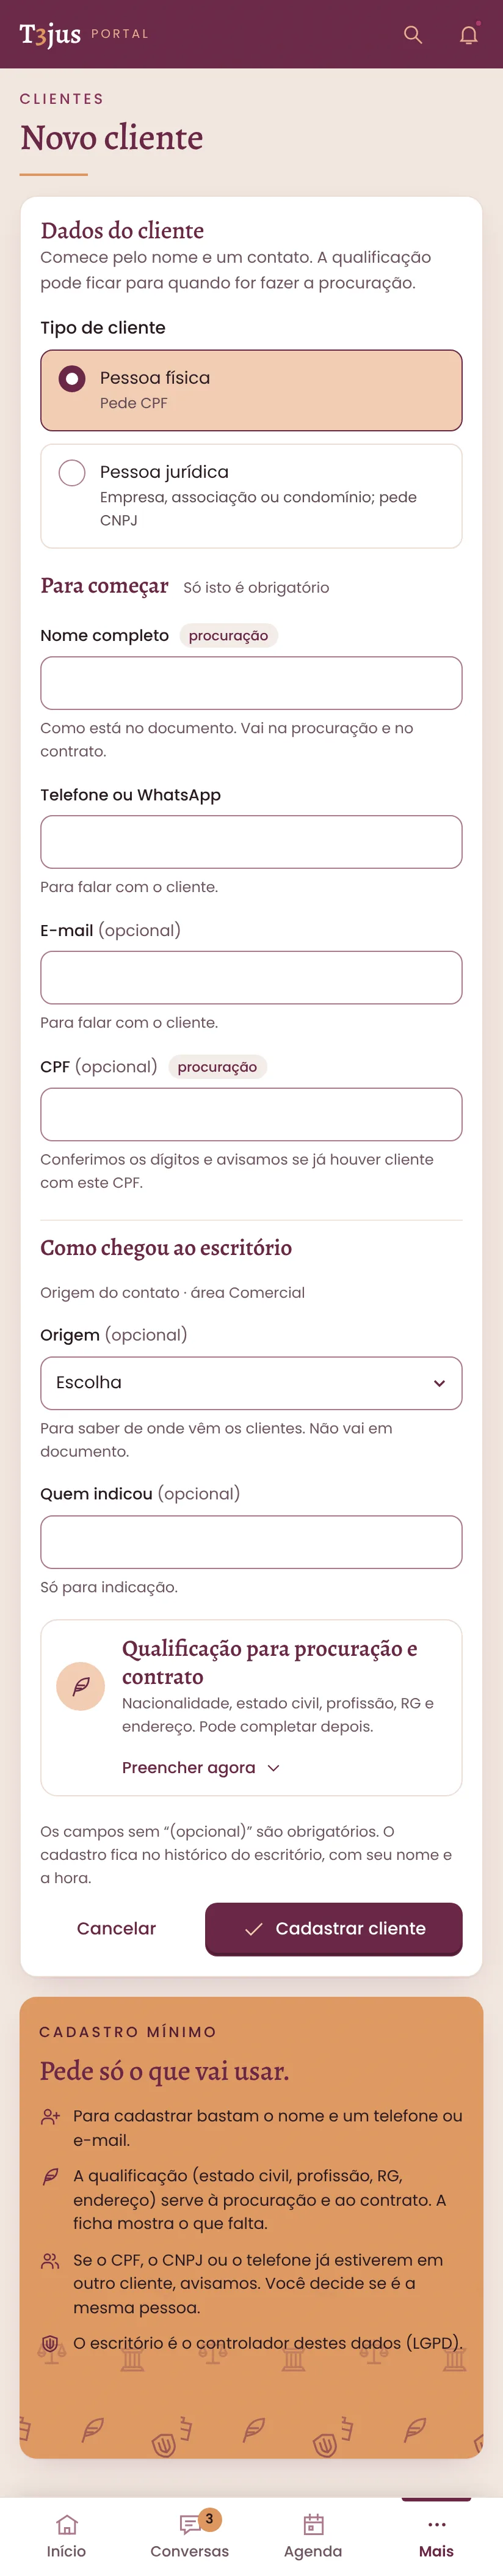 T3jus PORTAL
CLIENTES
Novo cliente
Dados do cliente
Comece pelo nome e um contato. A qualificação
pode ficar para quando for fazer a procuração.
Tipo de cliente
Pessoa física
Pede CPF
Pessoa jurídica
Empresa, associação ou condomínio; pede
CNPJ
Para começar Só isto é obrigatório
Nome completo procuração
Como está no documento. Vai na procuração e no
contrato.
Telefone ou WhatsApp
Para falar com o cliente.
E-mail (opcional)
Para falar com o cliente.
CPF (opcional) procuração
Conferimos os dígitos e avisamos se já houver cliente
com este CPF.
Como chegou ao escritório
Origem do contato · área Comercial
Origem (opcional)
Escolha
Para saber de onde vêm os clientes. Não vai em
documento.
Quem indicou (opcional)
Só para indicação.
Qualificação para procuração e
contrato
Nacionalidade, estado civil, profissão, RG e
endereço. Pode completar depois.
Preencher agora
Os campos sem “(opcional)” são obrigatórios. O
cadastro fica no histórico do escritório, com seu nome e
a hora.
Cancelar Cadastrar cliente
CADASTRO MÍNIMO
Pede só o que vai usar.
Para cadastrar bastam o nome e um telefone ou
e-mail.
A qualificação (estado civil, profissão, RG,
endereço) serve à procuração e ao contrato. A
ficha mostra o que falta.
Se o CPF, o CNPJ ou o telefone já estiverem em
outro cliente, avisamos. Você decide se é a
mesma pessoa.
O escritório é o controlador destes dados (LGPD).
3
Início Conversas Agenda Mais